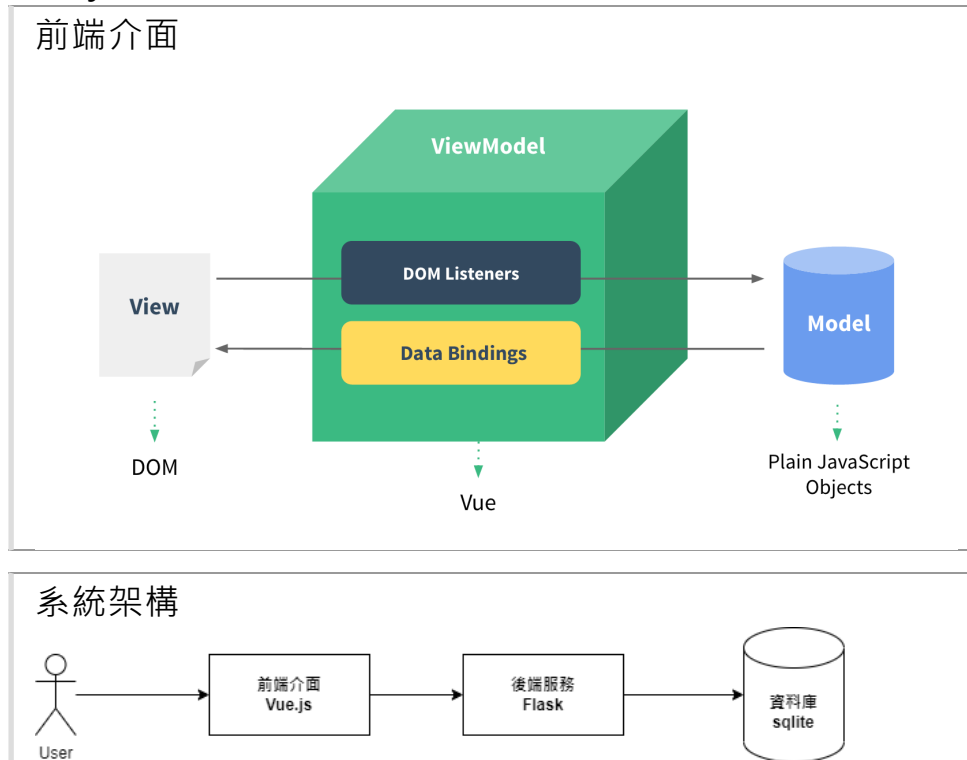 前端介面
ViewModel
DOM Listeners
View
Data Bindings
Model
DOM
Vue
Plain JavaScript
Objects
系統架構
User
前端介面
Vue.js
後端服務
Flask
資料庫
sqlite